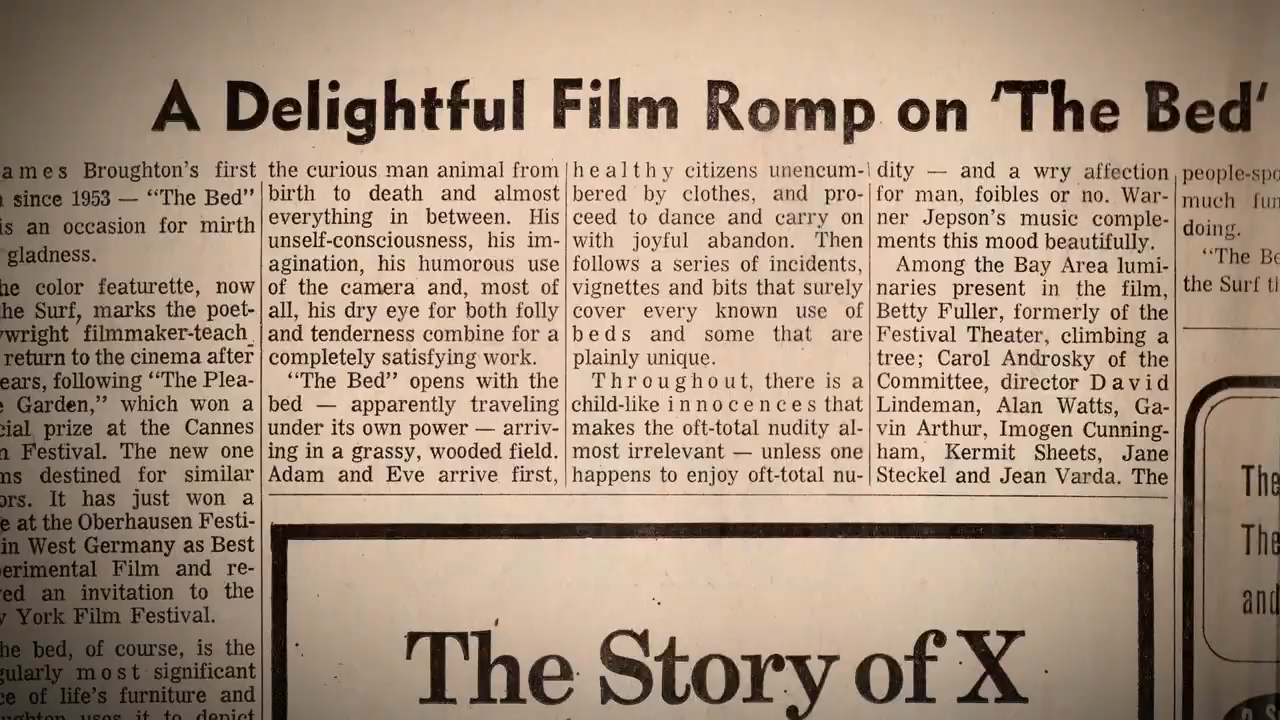 A Delightful Film Romp on 'The Bed'
ames Broughton's first
since 1953 — "The Bed"
is an occasion for mirth
gladness.
he color featurette, now
the Surf, marks the poet-
wright filmmaker-teach
return to the cinema after
ears, following "The Plea-
Garden," which won a
cial prize at the Cannes
Festival. The new one
ms destined for similar
ors. It has just won a
e at the Oberhausen Festi-
in West Germany as Best
perimental Film and re-
ed an invitation to the
York Film Festival.
he bed, of course, is the
gularly most significant
ce of life's furniture and
ughton uses it to depict
the curious man animal from
birth to death and almost
everything in between. His
unself-consciousness, his im-
agination, his humorous use
of the camera and, most of
all, his dry eye for both folly
and tenderness combine for a
completely satisfying work.
"The Bed" opens with the
bed — apparently traveling
under its own power — arriv-
ing in a grassy, wooded field.
Adam and Eve arrive first,
healthy citizens unencum-
bered by clothes, and pro-
ceed to dance and carry on
with joyful abandon. Then
follows a series of incidents,
vignettes and bits that surely
cover every known use of
beds and some that are
plainly unique.
Throughout, there is a
child-like innocences that
makes the oft-total nudity al-
most irrelevant — unless one
happens to enjoy oft-total nu-
dity — and a wry affection
for man, foibles or no. War-
ner Jepson's music comple-
ments this mood beautifully.
Among the Bay Area lumi-
naries present in the film,
Betty Fuller, formerly of the
Festival Theater, climbing a
tree; Carol Androsky of the
Committee, director David
Lindeman, Alan Watts, Ga-
vin Arthur, Imogen Cunning-
ham, Kermit Sheets, Jane
Steckel and Jean Varda. The
people-spo
much fun
doing.
"The Be
the Surf t
The Story of X
The
The
and